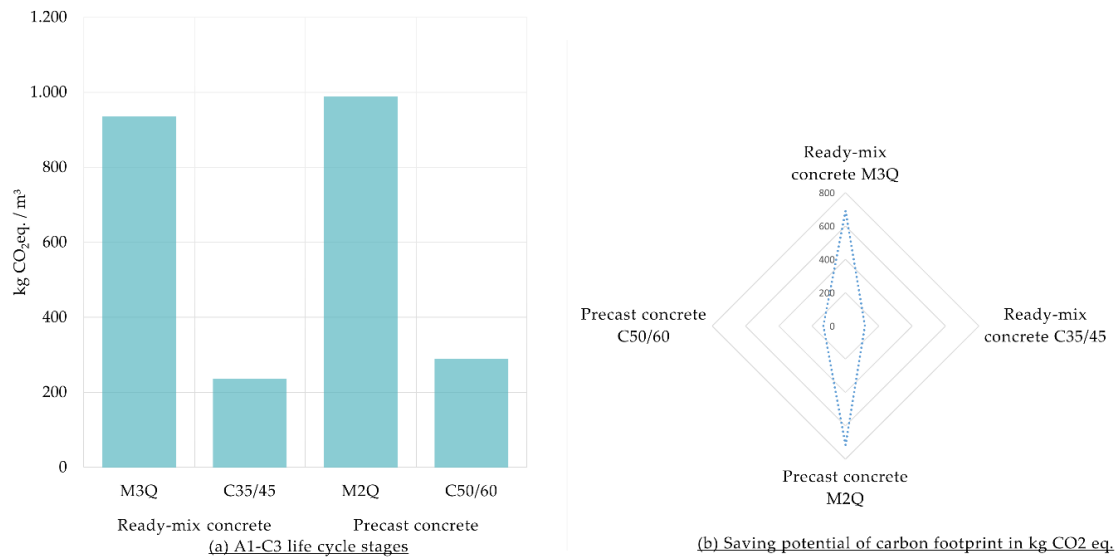 1.200
1.000
800
600
400
200
0
kg CO₂eq. / m³
M3Q
C35/45
M2Q
C50/60
Ready-mix concrete
Precast concrete
(a) A1-C3 life cycle stages
Ready-mix
concrete M3Q
800
600
400
200
0
Precast concrete
C50/60
Ready-mix
concrete C35/45
Precast concrete
M2Q
(b) Saving potential of carbon footprint in kg CO2 eq.